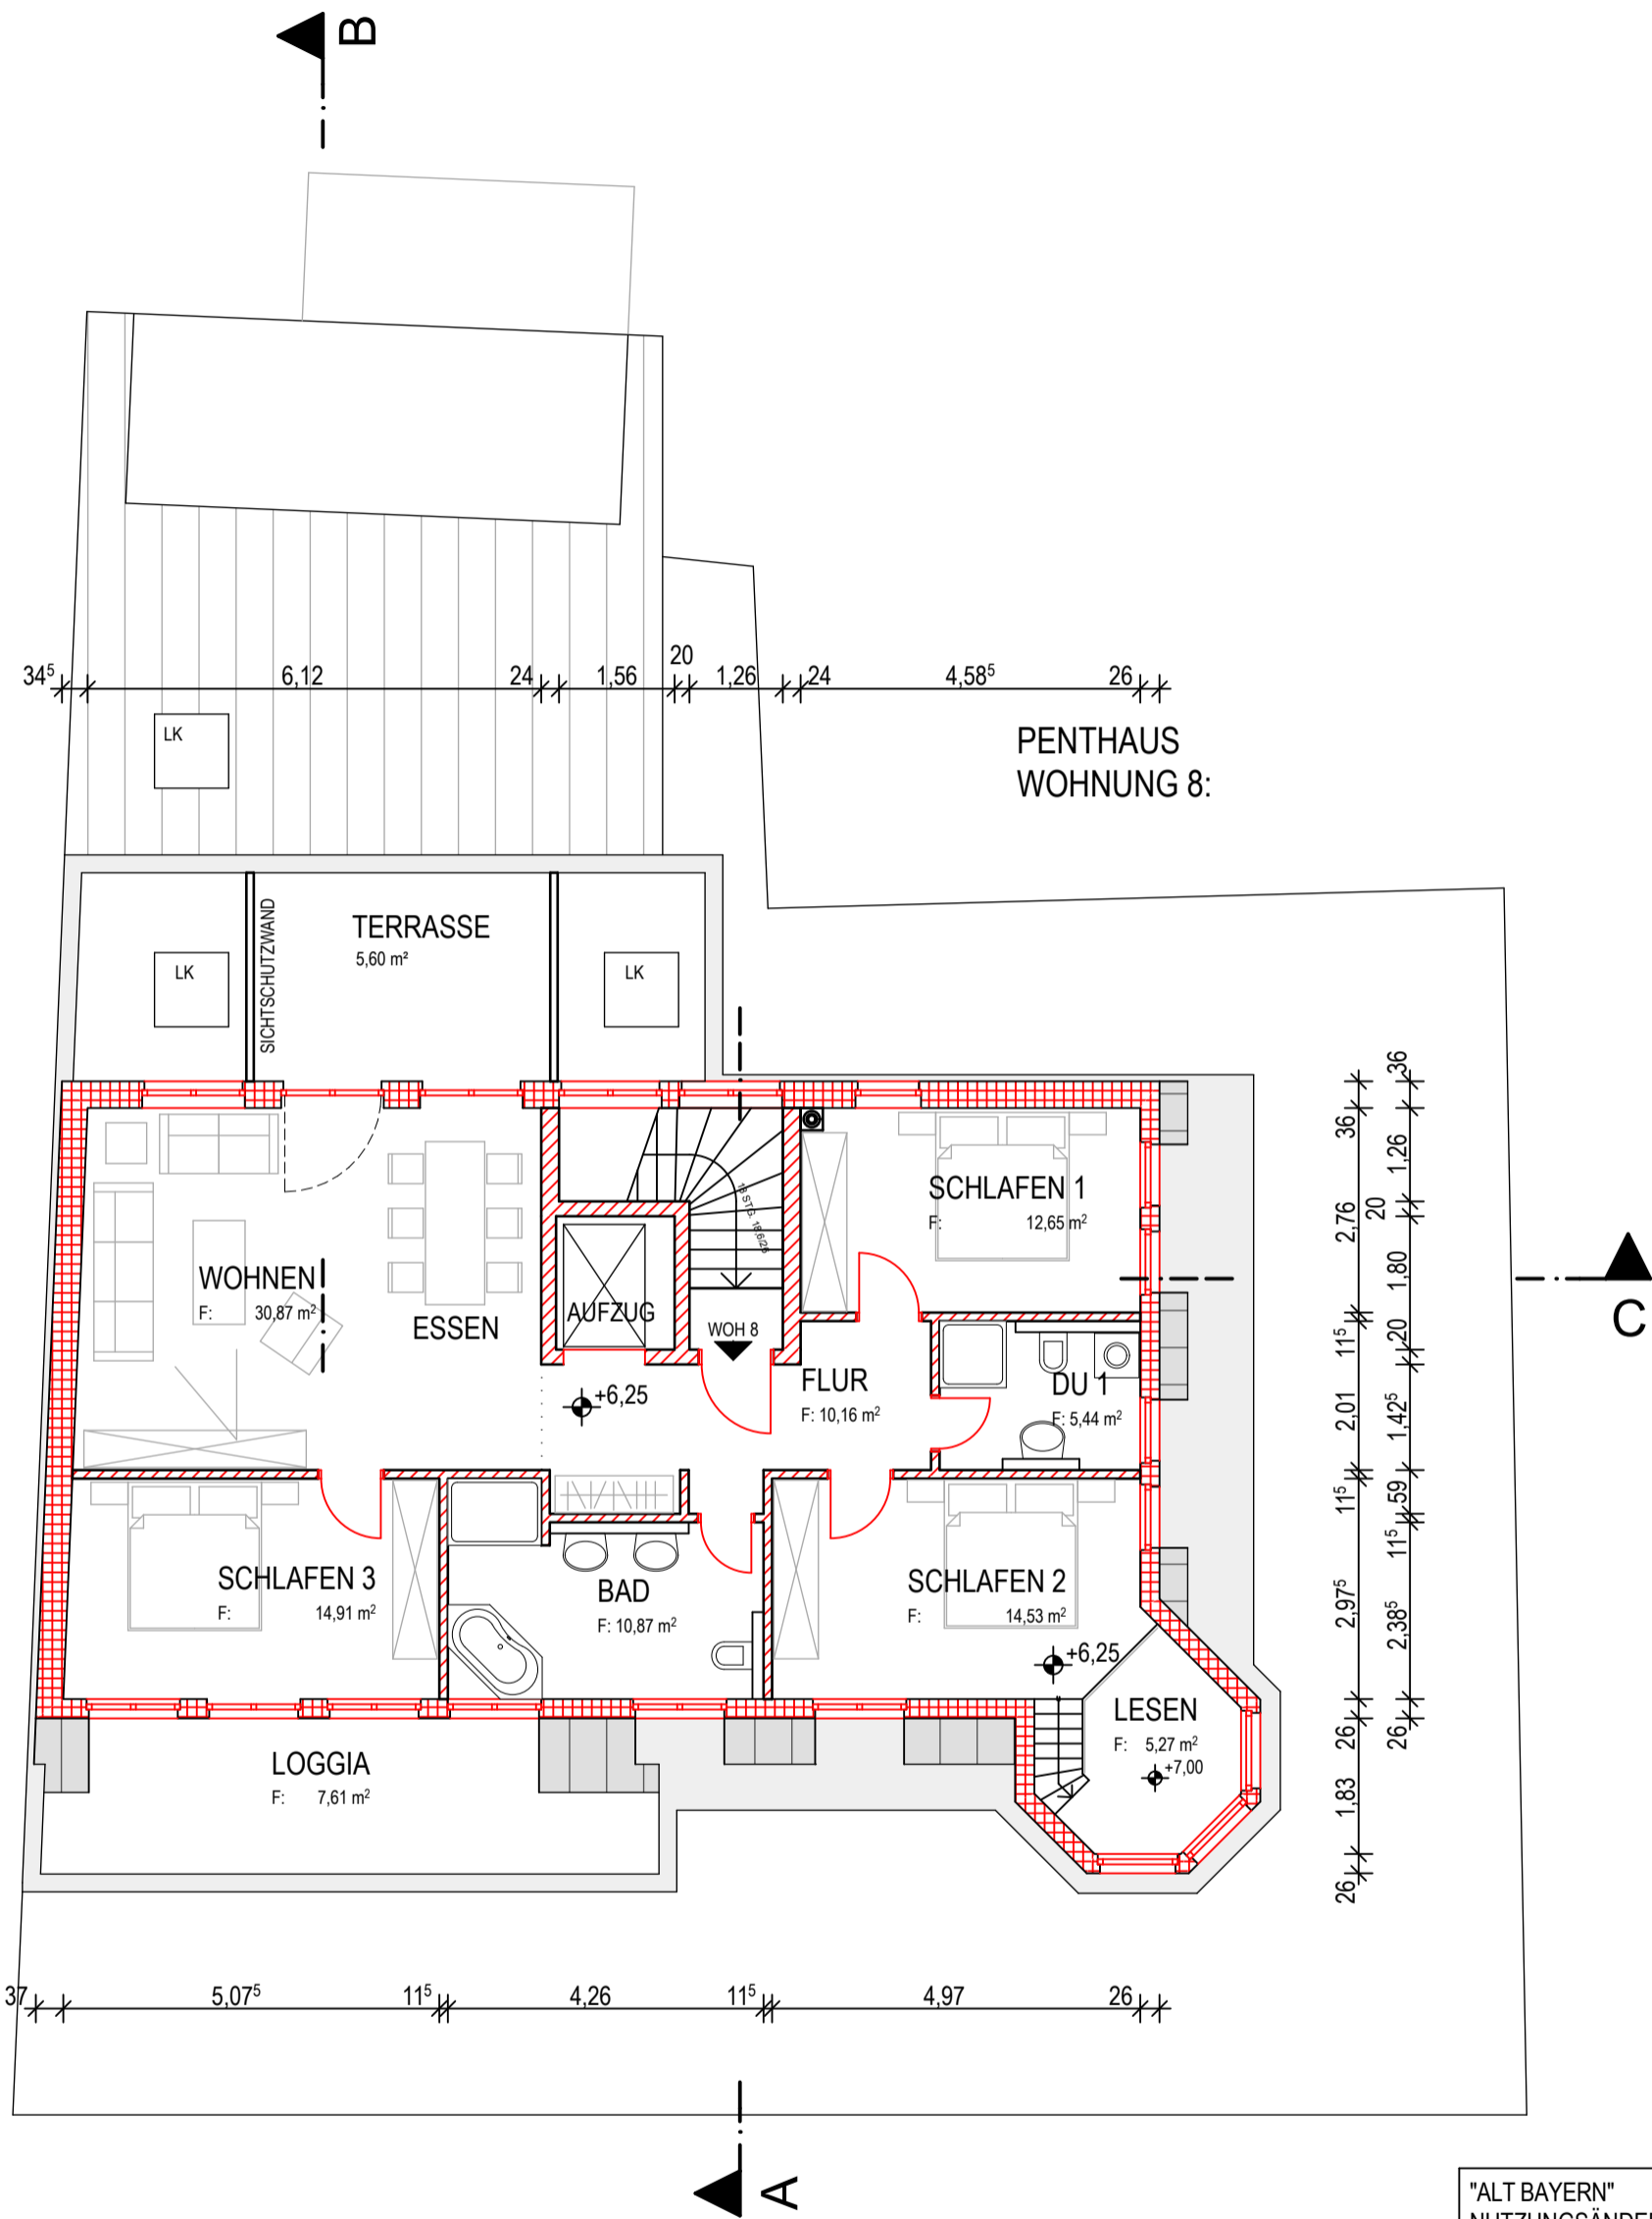 B
34⁵ 6,12 24 1,56 20 1,26 24 4,58⁵ 26
LK
PENTHAUS
WOHNUNG 8:
SICHTSCHUTZWAND
TERRASSE
5,60 m²
LK
LK
36
36
1,26
20
2,76
1,80
11⁵
20
2,01
1,42⁵
11⁵
59
11⁵
2,97⁵
2,38⁵
26
26
1,83
26
SCHLAFEN 1
F: 12,65 m²
18 STG. 18,6/26
WOHNEN
F: 30,87 m²
ESSEN
AUFZUG
WOH 8
C
FLUR
F: 10,16 m²
DU 1
F: 5,44 m²
+6,25
SCHLAFEN 3
F: 14,91 m²
BAD
F: 10,87 m²
SCHLAFEN 2
F: 14,53 m²
+6,25
LESEN
F: 5,27 m²
+7,00
LOGGIA
F: 7,61 m²
37 5,07⁵ 11⁵ 4,26 11⁵ 4,97 26
A
"ALT BAYERN"